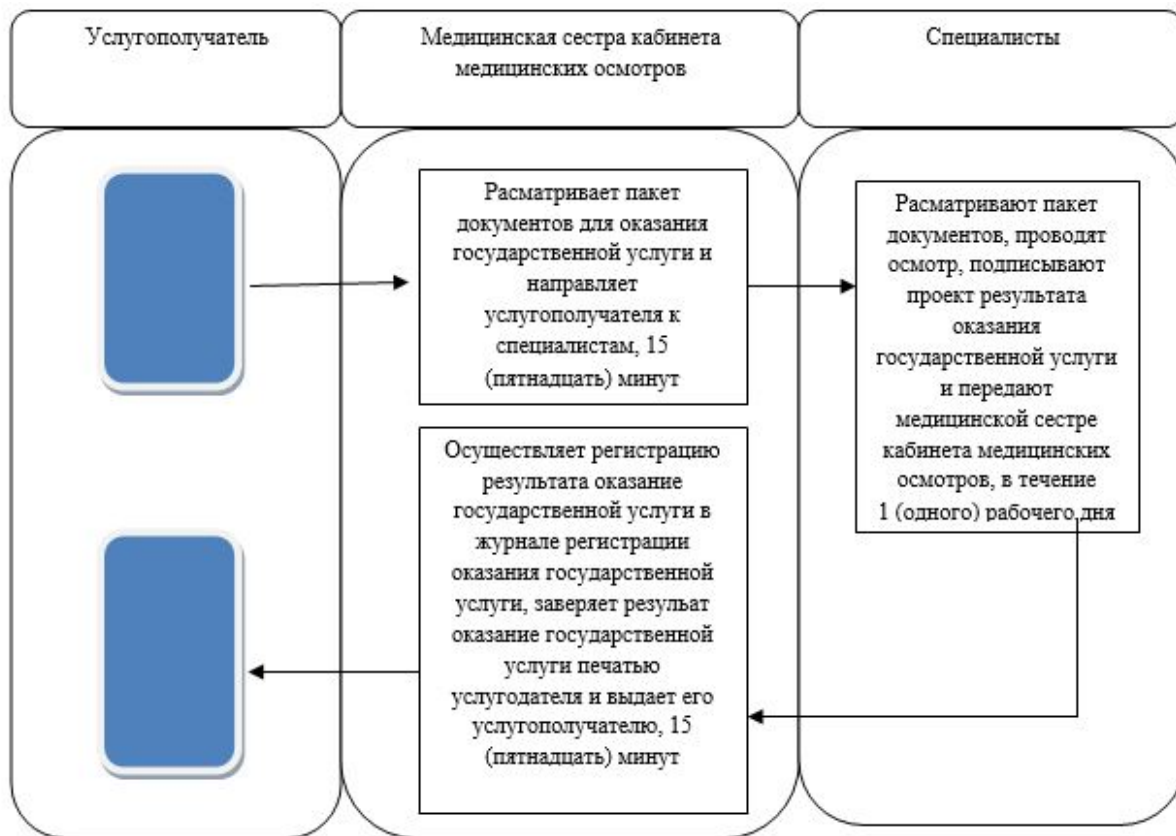 Услугополучатель
Медицинская сестра кабинета
медицинских осмотров
Специалисты
Расматривает пакет
документов для оказания
государственной услуги и
направляет
услугополучателя к
специалистам, 15
(пятнадцать) минут
Расматривают пакет
документов, проводят
осмотр, подписывают
проект результата
оказания
государственной услуги
и передают
медицинской сестре
кабинета медицинских
осмотров, в течение
1 (одного) рабочего дня
Осуществляет регистрацию
результата оказание
государственной услуги в
журнале регистрации
оказания государственной
услуги, заверяет резульат
оказание государственной
услуги печатью
услугодателя и выдает его
услугополучателю, 15
(пятнадцать) минут